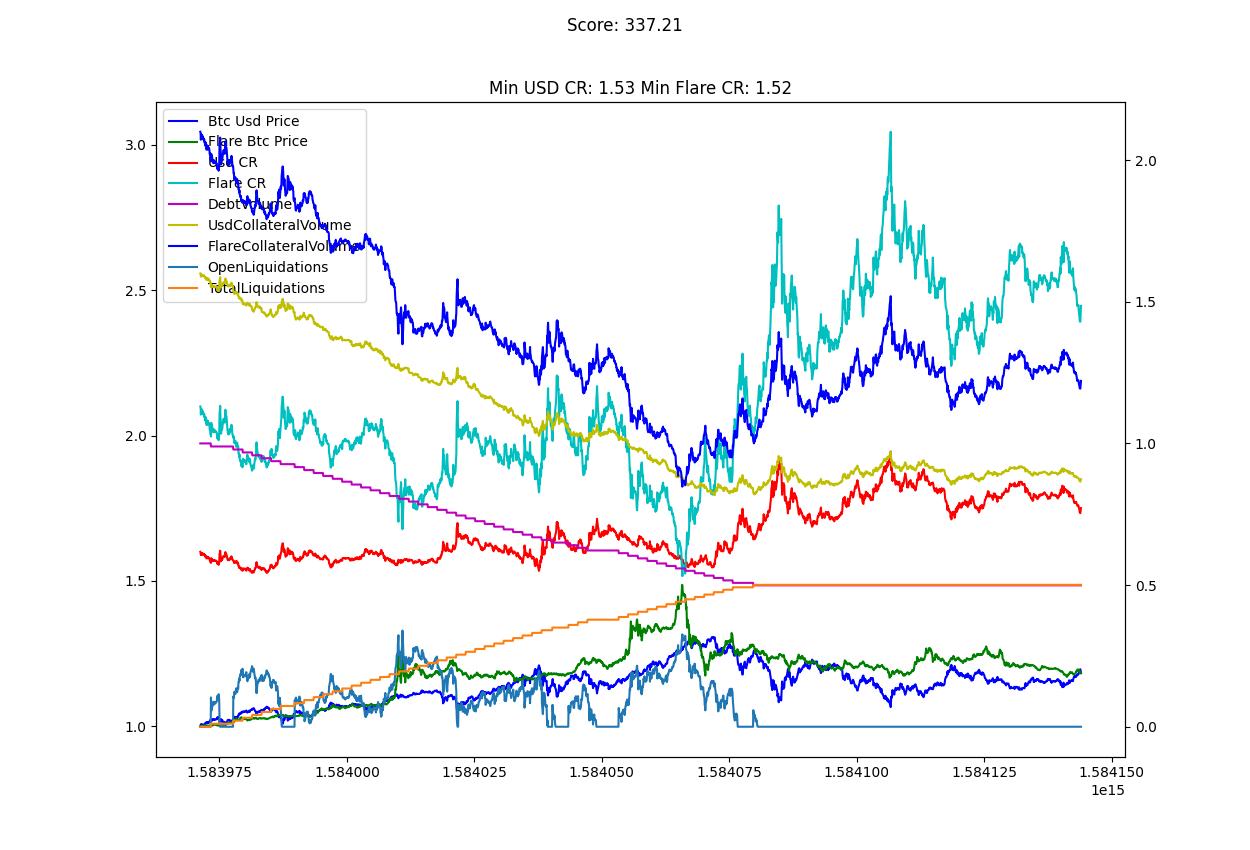 Score: 337.21
Min USD CR: 1.53 Min Flare CR: 1.52
Btc Usd Price
Flare Btc Price
Usd CR
Flare CR
DebtVolume
UsdCollateralVolume
FlareCollateralVolume
OpenLiquidations
TotalLiquidations
3.0
2.5
2.0
1.5
1.0
2.0
1.5
1.0
0.5
0.0
1.583975 1.584000 1.584025 1.584050 1.584075 1.584100 1.584125 1.584150
1e15